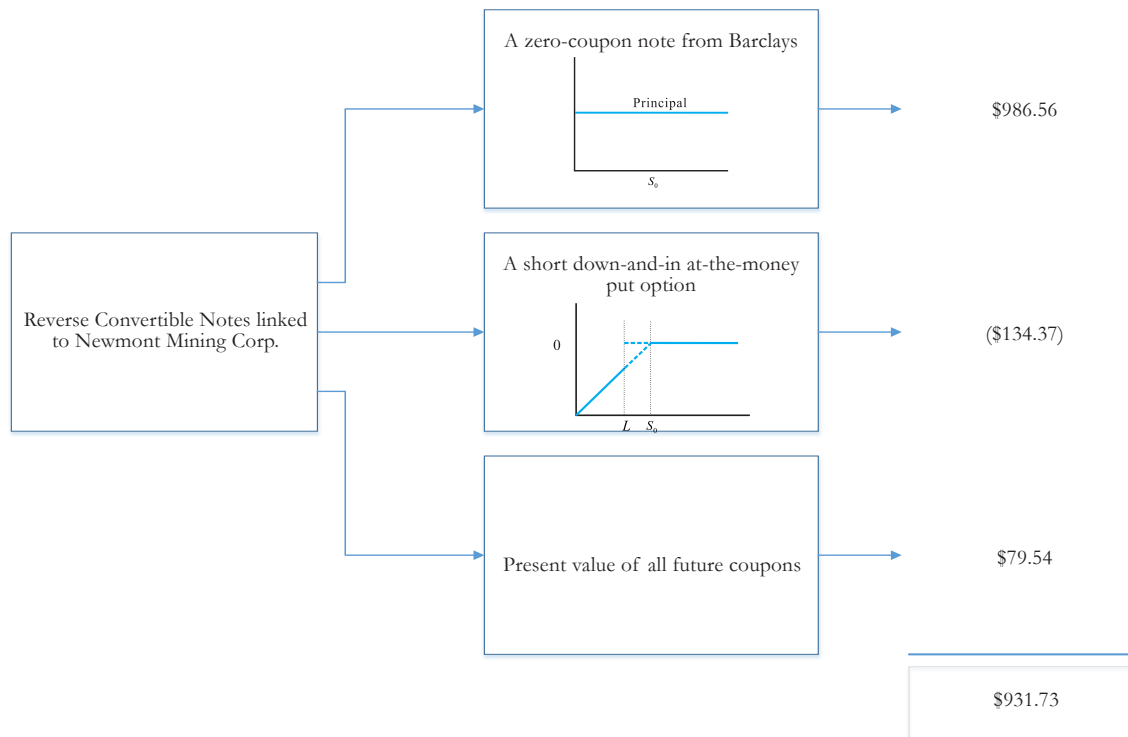 A zero-coupon note from Barclays
Principal
S₀
$986.56
Reverse Convertible Notes linked
to Newmont Mining Corp.
A short down-and-in at-the-money
put option
0
L S₀
($134.37)
Present value of all future coupons
$79.54
$931.73